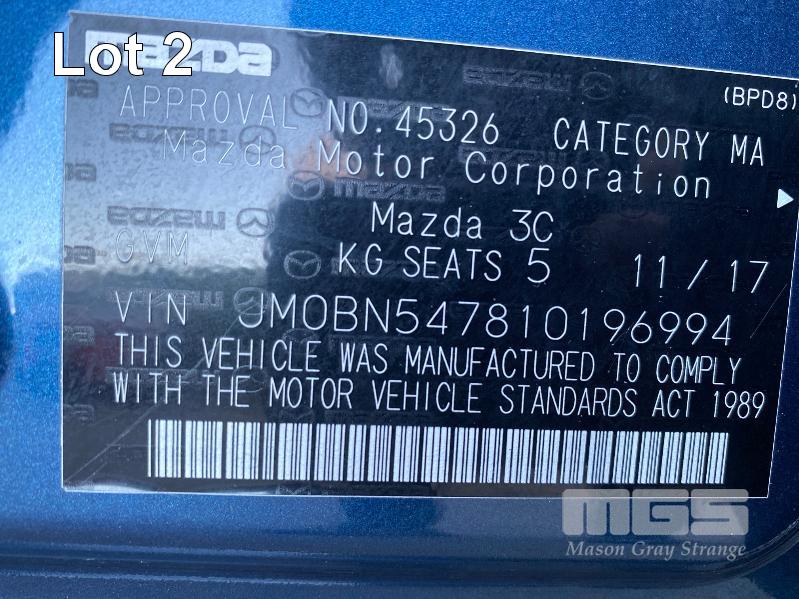 Lot 2
mazda
(BPD8)
APPROVAL NO.45326 CATEGORY MA
Mazda Motor Corporation
Mazda 3C
GVM KG SEATS 5 11/17
VIN JM0BN547810196994
THIS VEHICLE WAS MANUFACTURED TO COMPLY
WITH THE MOTOR VEHICLE STANDARDS ACT 1989
MGS
Mason Gray Strange